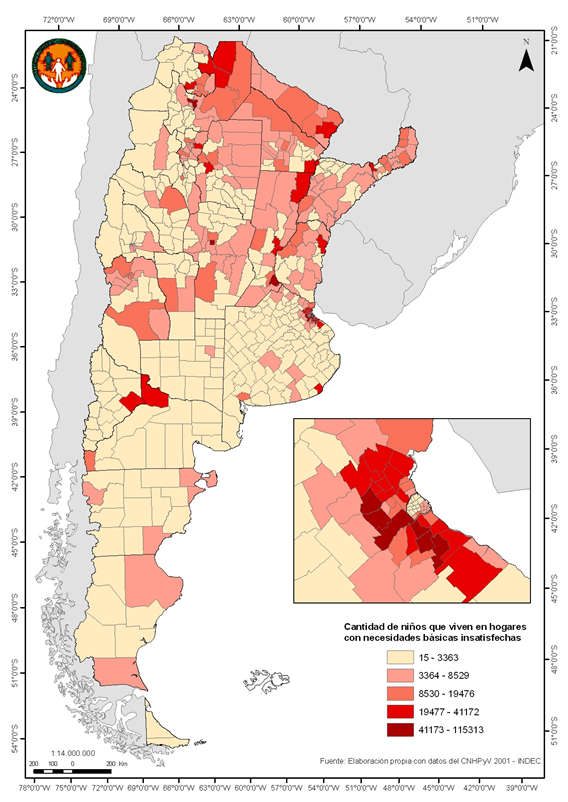 72°0'0"O 69°0'0"O 66°0'0"O 63°0'0"O 60°0'0"O 57°0'0"O 54°0'0"O 51°0'0"O
N
21°0'0"S
24°0'0"S
27°0'0"S
30°0'0"S
33°0'0"S
36°0'0"S
39°0'0"S
42°0'0"S
45°0'0"S
48°0'0"S
51°0'0"S
54°0'0"S
24°0'0"S
27°0'0"S
30°0'0"S
33°0'0"S
36°0'0"S
39°0'0"S
42°0'0"S
45°0'0"S
48°0'0"S
51°0'0"S
Cantidad de niños que viven en hogares
con necesidades básicas insatisfechas
15 - 3363
3364 - 8529
8530 - 19476
19477 - 41172
41173 - 115313
1:14.000.000
200 100 0 200 Km
Fuente: Elaboración propia con datos del CNHPyV 2001 - INDEC.
78°0'0"O 75°0'0"O 72°0'0"O 69°0'0"O 66°0'0"O 63°0'0"O 60°0'0"O 57°0'0"O 54°0'0"O 51°0'0"O 48°0'0"O 45°0'0"O